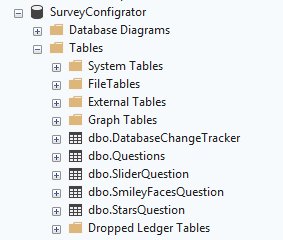 SurveyConfigrator
Database Diagrams
Tables
System Tables
FileTables
External Tables
Graph Tables
dbo.DatabaseChangeTracker
dbo.Questions
dbo.SliderQuestion
dbo.SmileyFacesQuestion
dbo.StarsQuestion
Dropped Ledger Tables